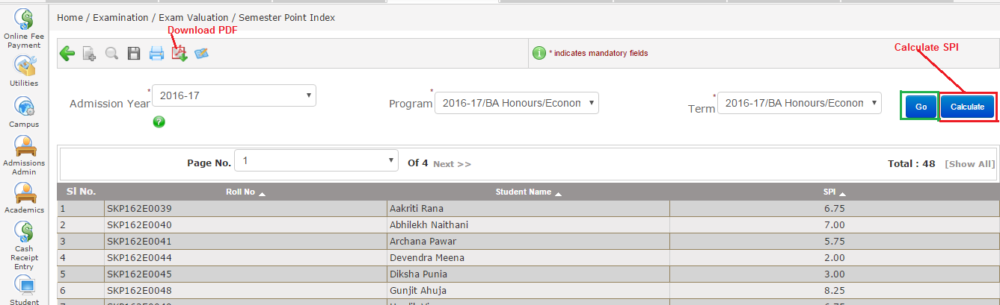 Home / Examination / Exam Valuation / Semester Point Index
Download PDF
* indicates mandatory fields
Calculate SPI
Online Fee
Payment
Utilities
Campus
Admissions
Admin
Academics
Cash
Receipt
Entry
Student
* Admission Year 2016-17
?
* Program 2016-17/BA Honours/Econom
* Term 2016-17/BA Honours/Econom
Go Calculate
Page No. 1 Of 4 Next >> Total : 48 [Show All]
Sl No. Roll No Student Name SPI
1 SKP162E0039 Aakriti Rana 6.75
2 SKP162E0040 Abhilekh Naithani 7.00
3 SKP162E0041 Archana Pawar 5.75
4 SKP162E0044 Devendra Meena 2.00
5 SKP162E0045 Diksha Punia 3.00
6 SKP162E0048 Gunjit Ahuja 8.25